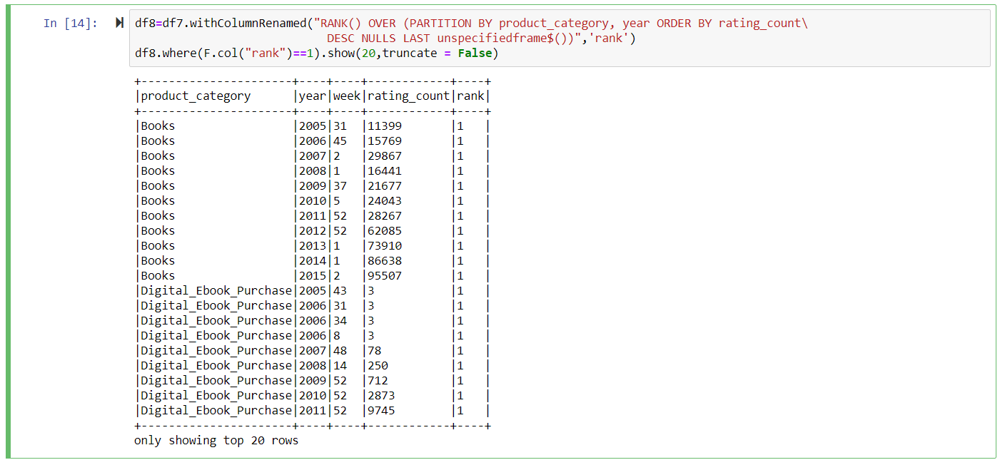 In [14]:
df8=df7.withColumnRenamed("RANK() OVER (PARTITION BY product_category, year ORDER BY rating_count\
                           DESC NULLS LAST unspecifiedframe$())",'rank')
df8.where(F.col("rank")==1).show(20,truncate = False)
+----------------------+----+----+------------+----+
|product_category      |year|week|rating_count|rank|
+----------------------+----+----+------------+----+
|Books                 |2005|31  |11399       |1   |
|Books                 |2006|45  |15769       |1   |
|Books                 |2007|2   |29867       |1   |
|Books                 |2008|1   |16441       |1   |
|Books                 |2009|37  |21677       |1   |
|Books                 |2010|5   |24043       |1   |
|Books                 |2011|52  |28267       |1   |
|Books                 |2012|52  |62085       |1   |
|Books                 |2013|1   |73910       |1   |
|Books                 |2014|1   |86638       |1   |
|Books                 |2015|2   |95507       |1   |
|Digital_Ebook_Purchase|2005|43  |3           |1   |
|Digital_Ebook_Purchase|2006|31  |3           |1   |
|Digital_Ebook_Purchase|2006|34  |3           |1   |
|Digital_Ebook_Purchase|2006|8   |3           |1   |
|Digital_Ebook_Purchase|2007|48  |78          |1   |
|Digital_Ebook_Purchase|2008|14  |250         |1   |
|Digital_Ebook_Purchase|2009|52  |712         |1   |
|Digital_Ebook_Purchase|2010|52  |2873        |1   |
|Digital_Ebook_Purchase|2011|52  |9745        |1   |
+----------------------+----+----+------------+----+
only showing top 20 rows